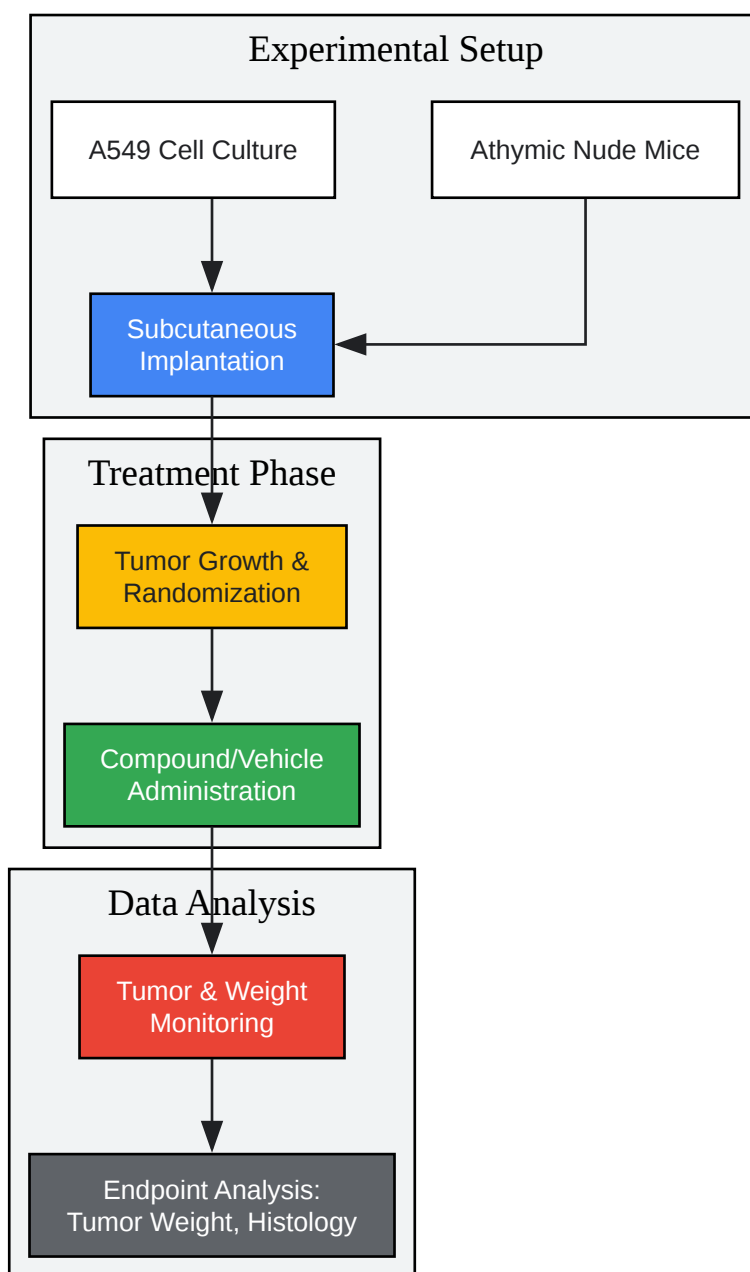 Experimental Setup
A549 Cell Culture
Athymic Nude Mice
Subcutaneous
Implantation
Treatment Phase
Tumor Growth &
Randomization
Compound/Vehicle
Administration
Data Analysis
Tumor & Weight
Monitoring
Endpoint Analysis:
Tumor Weight, Histology